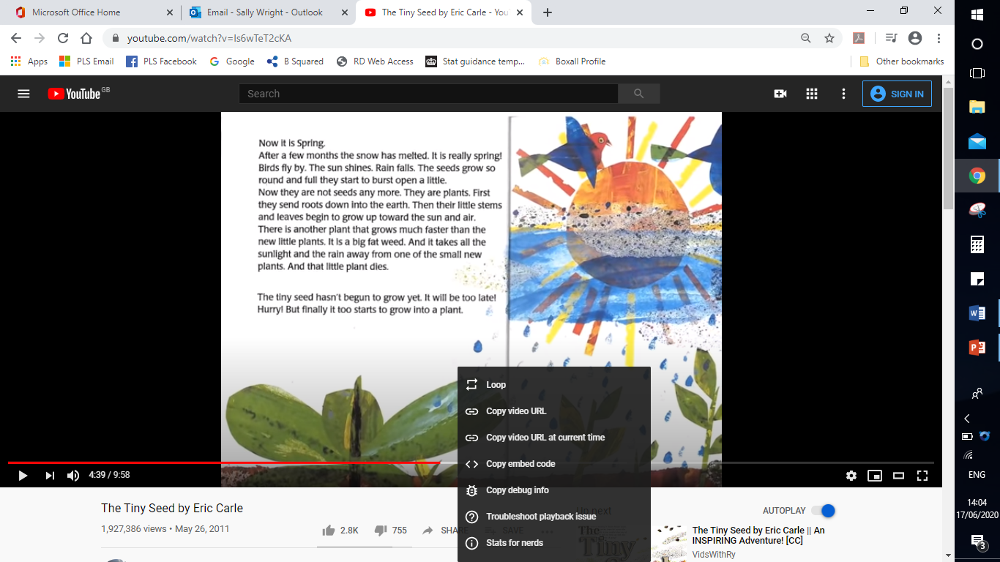 Microsoft Office Home
Email - Sally Wright - Outlook
The Tiny Seed by Eric Carle - You
youtube.com/watch?v=Is6wTeT2cKA
Apps PLS Email PLS Facebook Google B Squared RD Web Access Stat guidance temp... Boxall Profile Other bookmarks
YouTube GB
Search
SIGN IN
Now it is Spring.
After a few months the snow has melted. It is really spring!
Birds fly by. The sun shines. Rain falls. The seeds grow so
round and full they start to burst open a little.
Now they are not seeds any more. They are plants. First
they send roots down into the earth. Then their little stems
and leaves begin to grow up toward the sun and air.
There is another plant that grows much faster than the
new little plants. It is a big fat weed. And it takes all the
sunlight and the rain away from one of the small new
plants. And that little plant dies.
The tiny seed hasn't begun to grow yet. It will be too late!
Hurry! But finally it too starts to grow into a plant.
Loop
Copy video URL
Copy video URL at current time
Copy embed code
Copy debug info
Troubleshoot playback issue
Stats for nerds
4:39 / 9:58
The Tiny Seed by Eric Carle
1,927,386 views • May 26, 2011
2.8K 755 SHARE SAVE
Up next
AUTOPLAY
The
Tiny
The Tiny Seed by Eric Carle || An
INSPIRING Adventure! [CC]
VidsWithRy
ENG
14:04
17/06/2020
3